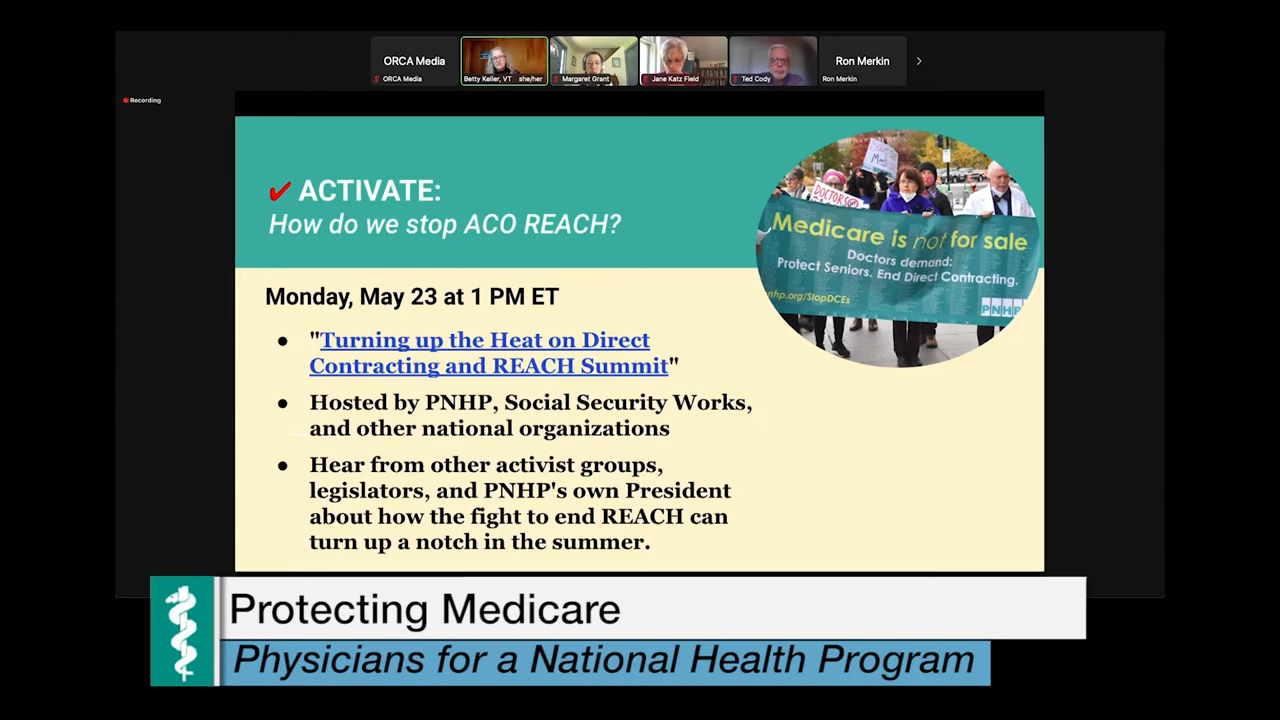 ORCA Media
Ron Merkin
ORCA Media
Betty Keller, VT she/her
Margaret Grant
Jane Katz Field
Ted Cody
Ron Merkin
Recording
✔ ACTIVATE:
How do we stop ACO REACH?
DOCTORS
Medicare is not for sale
Doctors demand:
Protect Seniors. End Direct Contracting.
pnhp.org/StopDCEs
PNHP
Monday, May 23 at 1 PM ET
● "Turning up the Heat on Direct
Contracting and REACH Summit"
● Hosted by PNHP, Social Security Works,
and other national organizations
● Hear from other activist groups,
legislators, and PNHP's own President
about how the fight to end REACH can
turn up a notch in the summer.
Protecting Medicare
Physicians for a National Health Program